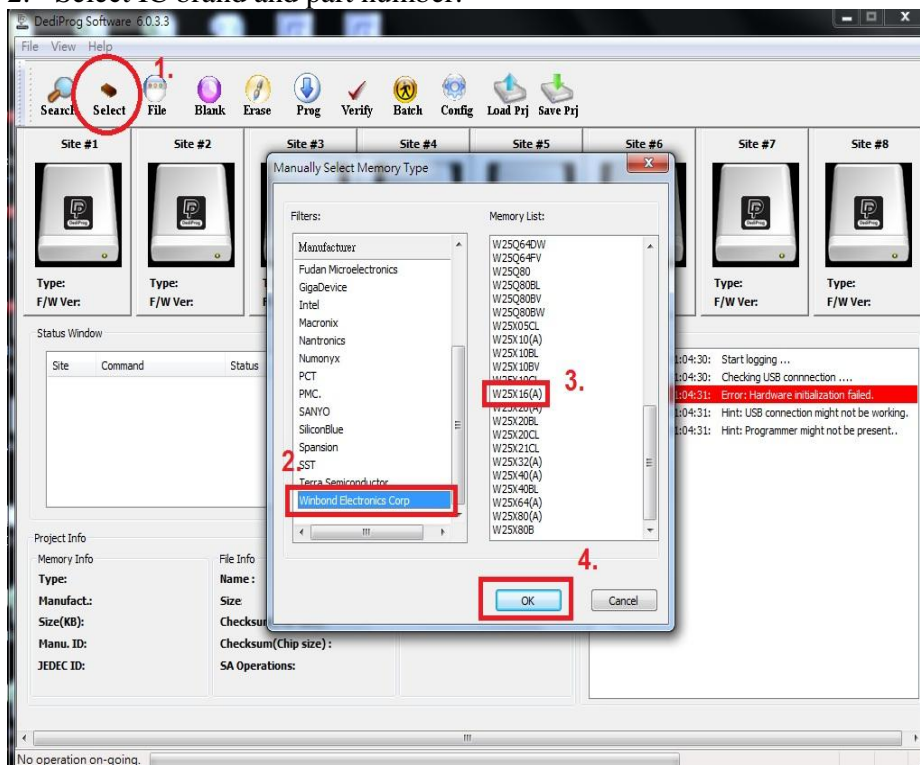 2. Select IC brand and part number.
DediProg Software 6.0.3.3
File View Help
1.
Search Select File Blank Erase Prog Verify Batch Config Load Prj Save Prj
Site #1 Site #2 Site #3 Site #4 Site #5 Site #6 Site #7 Site #8
DediProg DediProg DediProg DediProg
Type: Type: Type: Type:
F/W Ver: F/W Ver: F/W Ver: F/W Ver:
Manually Select Memory Type
Filters:
Manufacturer
Fudan Microelectronics
GigaDevice
Intel
Macronix
Nantronics
Numonyx
PCT
PMC.
SANYO
SiliconBlue
Spansion
2.
SST
Terra Semiconductor
Winbond Electronics Corp
Memory List:
W25Q64DW
W25Q64FV
W25Q80
W25Q80BL
W25Q80BV
W25Q80BW
W25X05CL
W25X10(A)
W25X10BL
W25X10BV
W25X10CL
W25X16(A)
3.
W25X20(A)
W25X20BL
W25X20CL
W25X21CL
W25X32(A)
W25X40(A)
W25X40BL
W25X64(A)
W25X80(A)
W25X80B
4.
OK Cancel
Status Window
Site Command Status
1:04:30: Start logging ...
1:04:30: Checking USB connnection ....
1:04:31: Error: Hardware initialization failed.
1:04:31: Hint: USB connection might not be working.
1:04:31: Hint: Programmer might not be present..
Project Info
Memory Info
Type:
Manufact.:
Size(KB):
Manu. ID:
JEDEC ID:
File Info
Name :
Size
Checksum(Chip size) :
SA Operations:
No operation on-going.